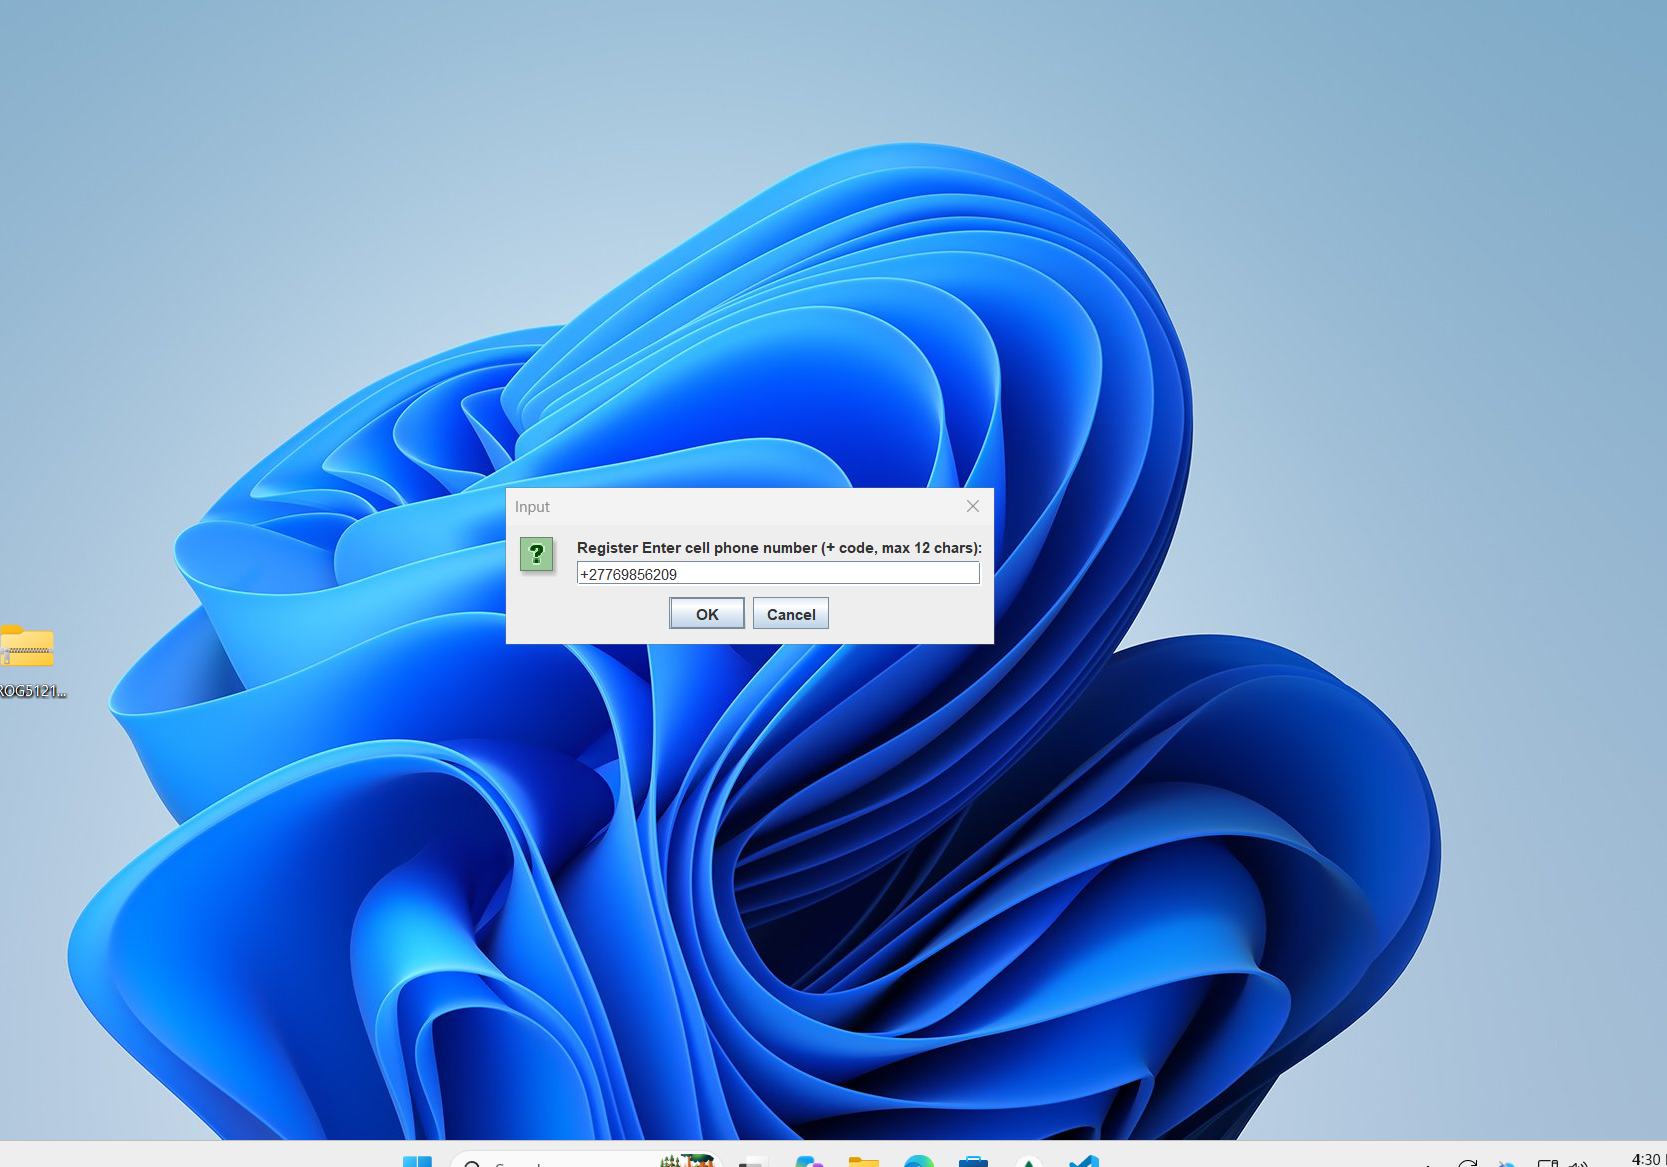 Input
Register Enter cell phone number (+ code, max 12 chars):
+27769856209
OK
Cancel
ROG5121...
4:30